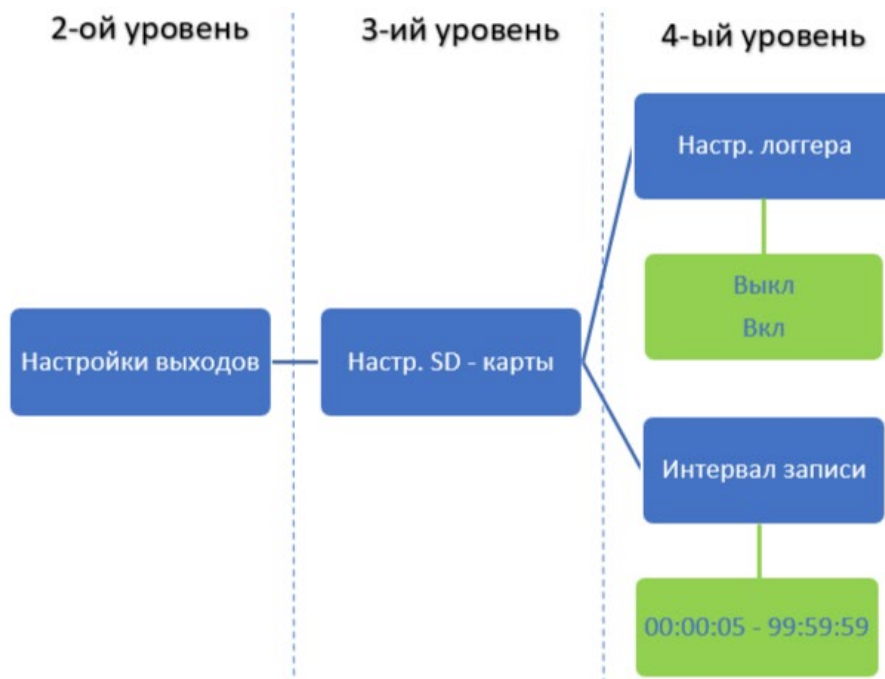 2-ой уровень
3-ий уровень
4-ый уровень
Настр. логгера
Выкл
Вкл
Настройки выходов
Настр. SD - карты
Интервал записи
00:00:05 - 99:59:59